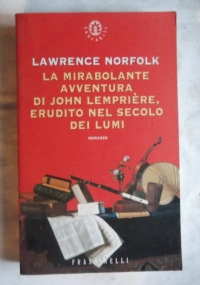 LAWRENCE NORFOLK
LA MIRABOLANTE
AVVENTURA
DI JOHN LEMPRIÈRE,
ERUDITO NEL SECOLO
DEI LUMI
ROMANZO
FRASSINELLI